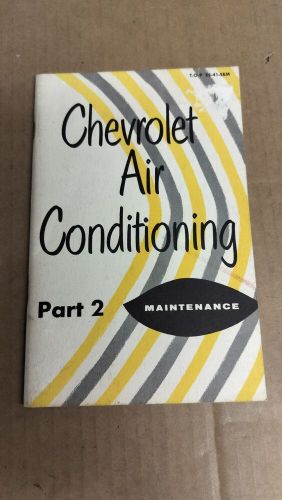 Chevrolet
Air
Conditioning
Part 2
MAINTENANCE